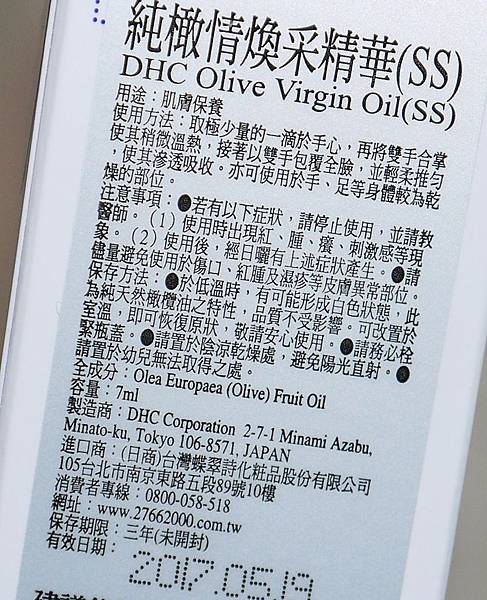 純橄情煥采精華(SS)
DHC Olive Virgin Oil(SS)
用途：肌膚保養
使用方法：取極少量的一滴於手心，再將雙手合掌
使其稍微溫熱，接著以雙手包覆全臉，並輕柔推勻
，使其滲透吸收。亦可使用於手、足等身體較為乾
燥的部位。
注意事項：●若有以下症狀，請停止使用，並請教
醫師。（1）使用時出現紅、腫、癢、刺激感等現
象。（2）使用後，經日曬有上述症狀產生。●請
儘量避免使用於傷口、紅腫及濕疹等皮膚異常部位。
保存方法：●於低溫時，有可能形成白色狀態，此
為純天然橄欖油之特性，品質不受影響。可改置於
室溫，即可恢復原狀，敬請安心使用。●請務必栓
緊瓶蓋。●請置於陰涼乾燥處，避免陽光直射。●
請置於幼兒無法取得之處。
全成分：Olea Europaea (Olive) Fruit Oil
容量：7ml
製造商：DHC Corporation 2-7-1 Minami Azabu,
Minato-ku, Tokyo 106-8571, JAPAN
進口商：(日商)台灣蝶翠詩化粧品股份有限公司
105台北市南京東路五段89號10樓
消費者專線：0800-058-518
網址：www.27662000.com.tw
保存期限：三年(未開封)
有效日期：
2017.05.19